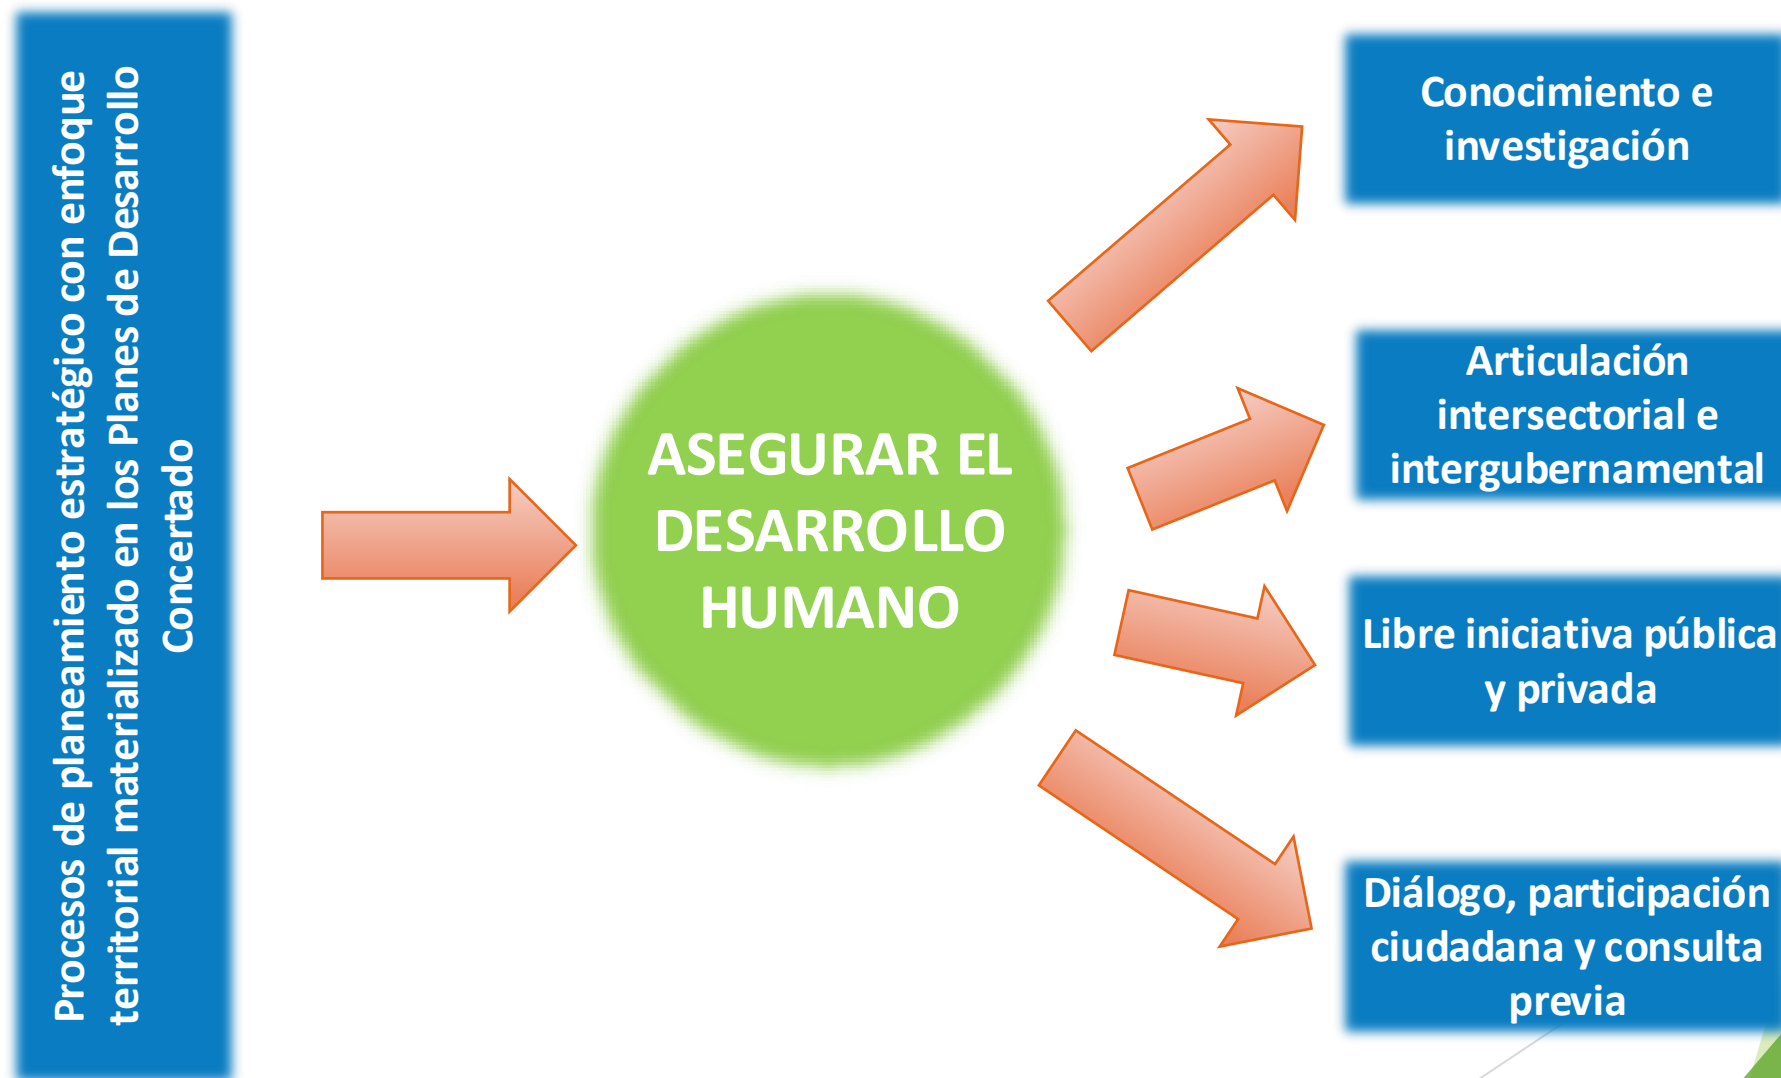 Procesos de planeamiento estratégico con enfoque
territorial materializado en los Planes de Desarrollo
Concertado
ASEGURAR EL
DESARROLLO
HUMANO
Conocimiento e
investigación
Articulación
intersectorial e
intergubernamental
Libre iniciativa pública
y privada
Diálogo, participación
ciudadana y consulta
previa